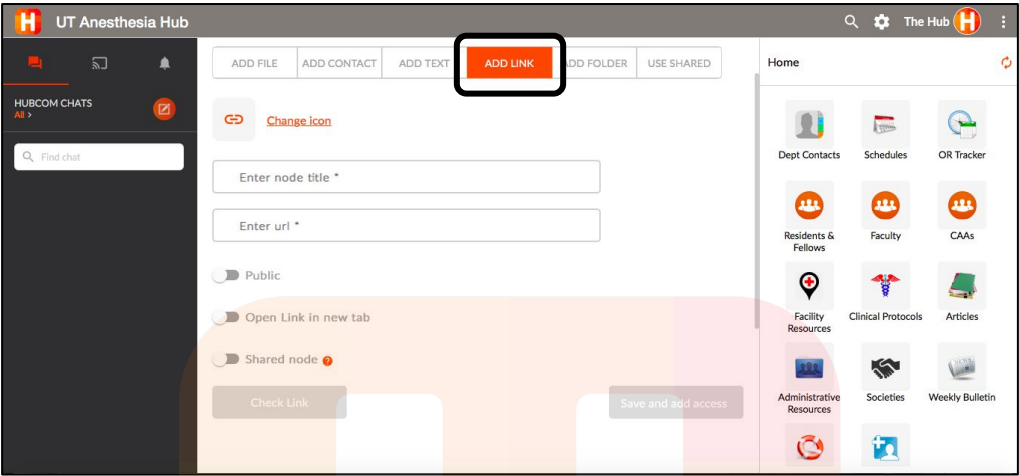 H UT Anesthesia Hub
The Hub H
HUBCOM CHATS
All >
Find chat
ADD FILE
ADD CONTACT
ADD TEXT
ADD LINK
ADD FOLDER
USE SHARED
Change icon
Enter node title *
Enter url *
Public
Open Link in new tab
Shared node ?
Check Link
Save and add access
Home
Dept Contacts
Schedules
OR Tracker
Residents &
Fellows
Faculty
CAAs
Facility
Resources
Clinical Protocols
Articles
Administrative
Resources
Societies
Weekly Bulletin